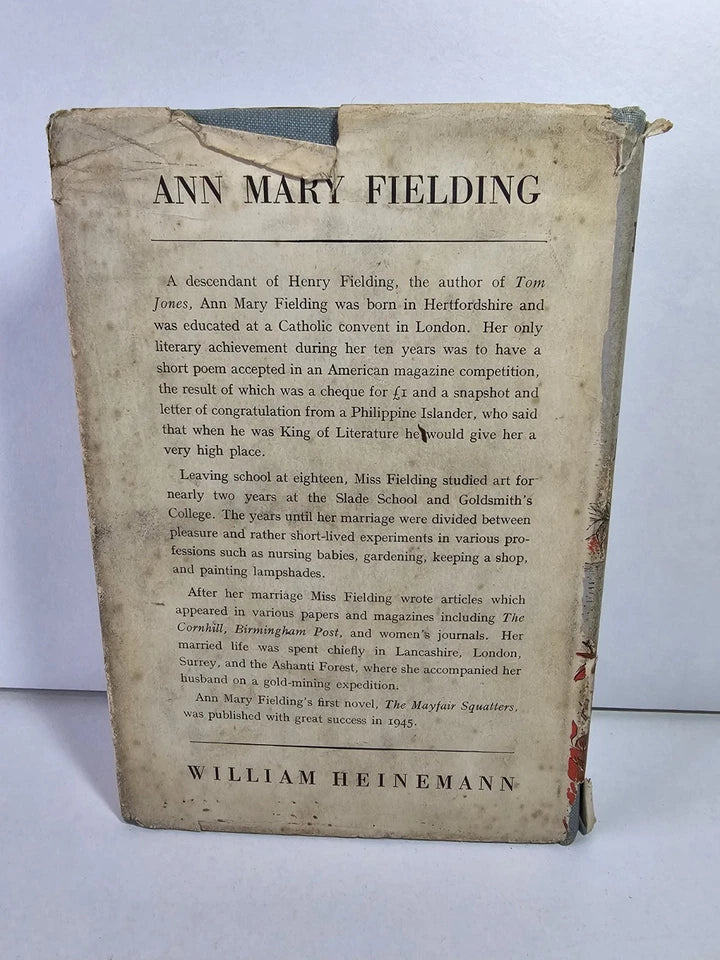 ANN MARY FIELDING
A descendant of Henry Fielding, the author of Tom
Jones, Ann Mary Fielding was born in Hertfordshire and
was educated at a Catholic convent in London. Her only
literary achievement during her ten years was to have a
short poem accepted in an American magazine competition,
the result of which was a cheque for £1 and a snapshot and
letter of congratulation from a Philippine Islander, who said
that when he was King of Literature he would give her a
very high place.
Leaving school at eighteen, Miss Fielding studied art for
nearly two years at the Slade School and Goldsmith's
College. The years until her marriage were divided between
pleasure and rather short-lived experiments in various pro-
fessions such as nursing babies, gardening, keeping a shop,
and painting lampshades.
After her marriage Miss Fielding wrote articles which
appeared in various papers and magazines including The
Cornhill, Birmingham Post, and women's journals. Her
married life was spent chiefly in Lancashire, London,
Surrey, and the Ashanti Forest, where she accompanied her
husband on a gold-mining expedition.
Ann Mary Fielding's first novel, The Mayfair Squatters,
was published with great success in 1945.
WILLIAM HEINEMANN